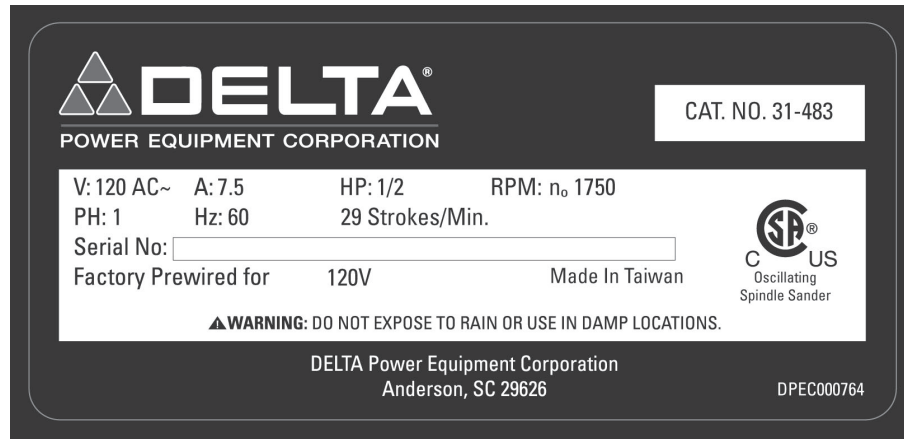 DELTA®
POWER EQUIPMENT CORPORATION
CAT. NO. 31-483
V: 120 AC~ A: 7.5 HP: 1/2 RPM: nₒ 1750
PH: 1 Hz: 60 29 Strokes/Min.
Serial No:
Factory Prewired for 120V Made In Taiwan
SA ®
C US
Oscillating
Spindle Sander
⚠WARNING: DO NOT EXPOSE TO RAIN OR USE IN DAMP LOCATIONS.
DELTA Power Equipment Corporation
Anderson, SC 29626
DPEC000764